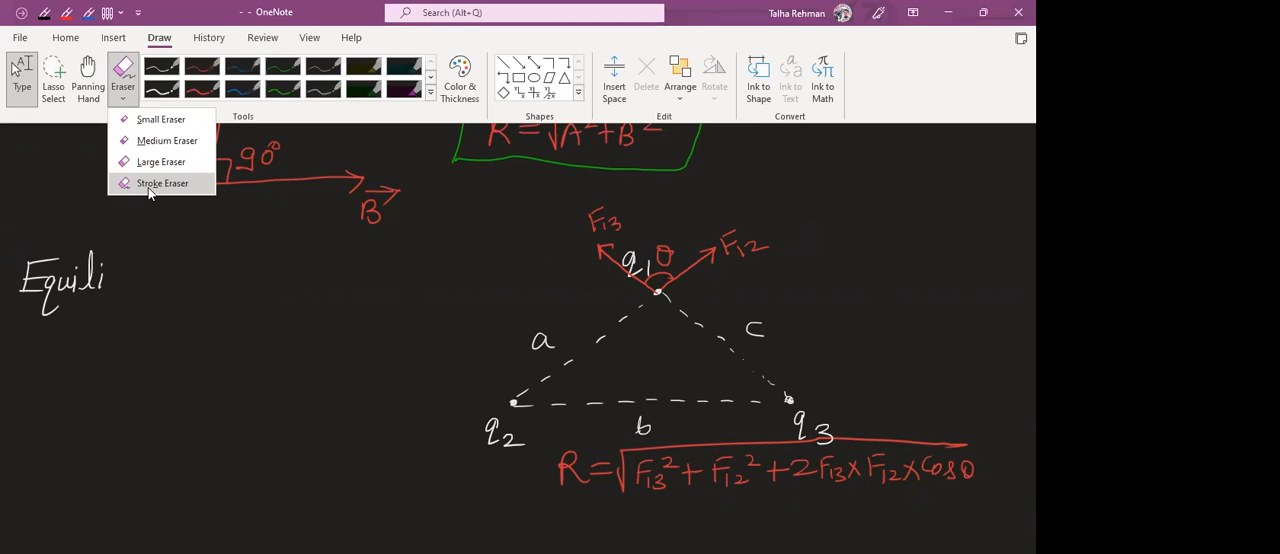 - OneNote
Search (Alt+Q)
Talha Rehman
File Home Insert Draw History Review View Help
Type
Lasso Select
Panning Hand
Eraser
Color & Thickness
Insert Space
Delete
Arrange
Rotate
Ink to Shape
Ink to Text
Ink to Math
Tools
Shapes
Edit
Convert
Small Eraser
Medium Eraser
Large Eraser
Stroke Eraser
R = √A²+B²
90°
B
F13
q1
θ
F12
Equili
a
c
q2
b
q3
R = √F13² + F12² + 2F13 × F12 × Cosθ